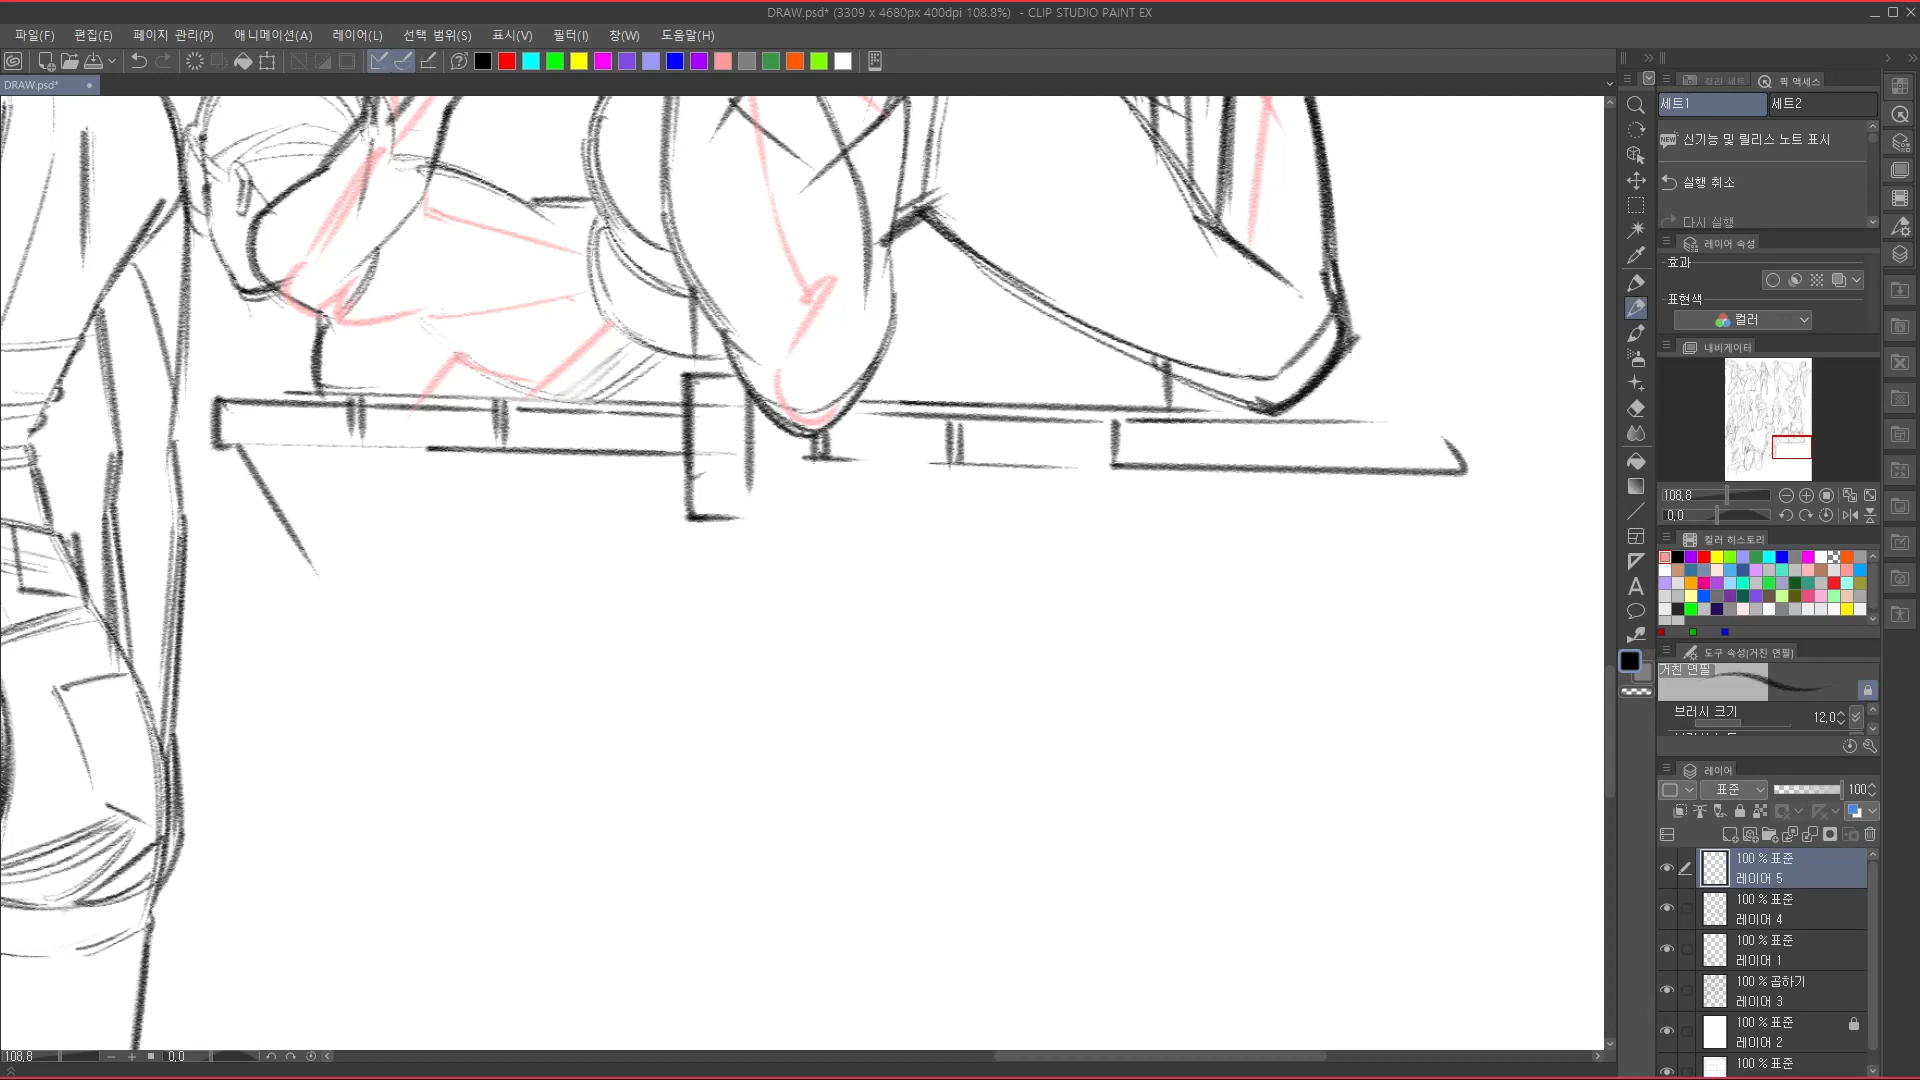 DRAW.psd* (3309 x 4680px 400dpi 108.8%) - CLIP STUDIO PAINT EX
파일(F) 편집(E) 페이지 관리(P) 애니메이션(A) 레이어(L) 선택 범위(S) 표시(V) 필터(I) 창(W) 도움말(H)
DRAW.psd*
컬러 세트 퀵 액세스
세트1 세트2
신기능 및 릴리스 노트 표시
실행 취소
다시 실행
레이어 속성
효과
표현색
컬러
내비게이터
108.8
0.0
컬러 히스토리
도구 속성[거친 연필]
거친 연필
브러시 크기 12.0
레이어
표준 100
100 % 표준
레이어 5
100 % 표준
레이어 4
100 % 표준
레이어 1
100 % 곱하기
레이어 3
100 % 표준
레이어 2
100 % 표준
108.8 0.0